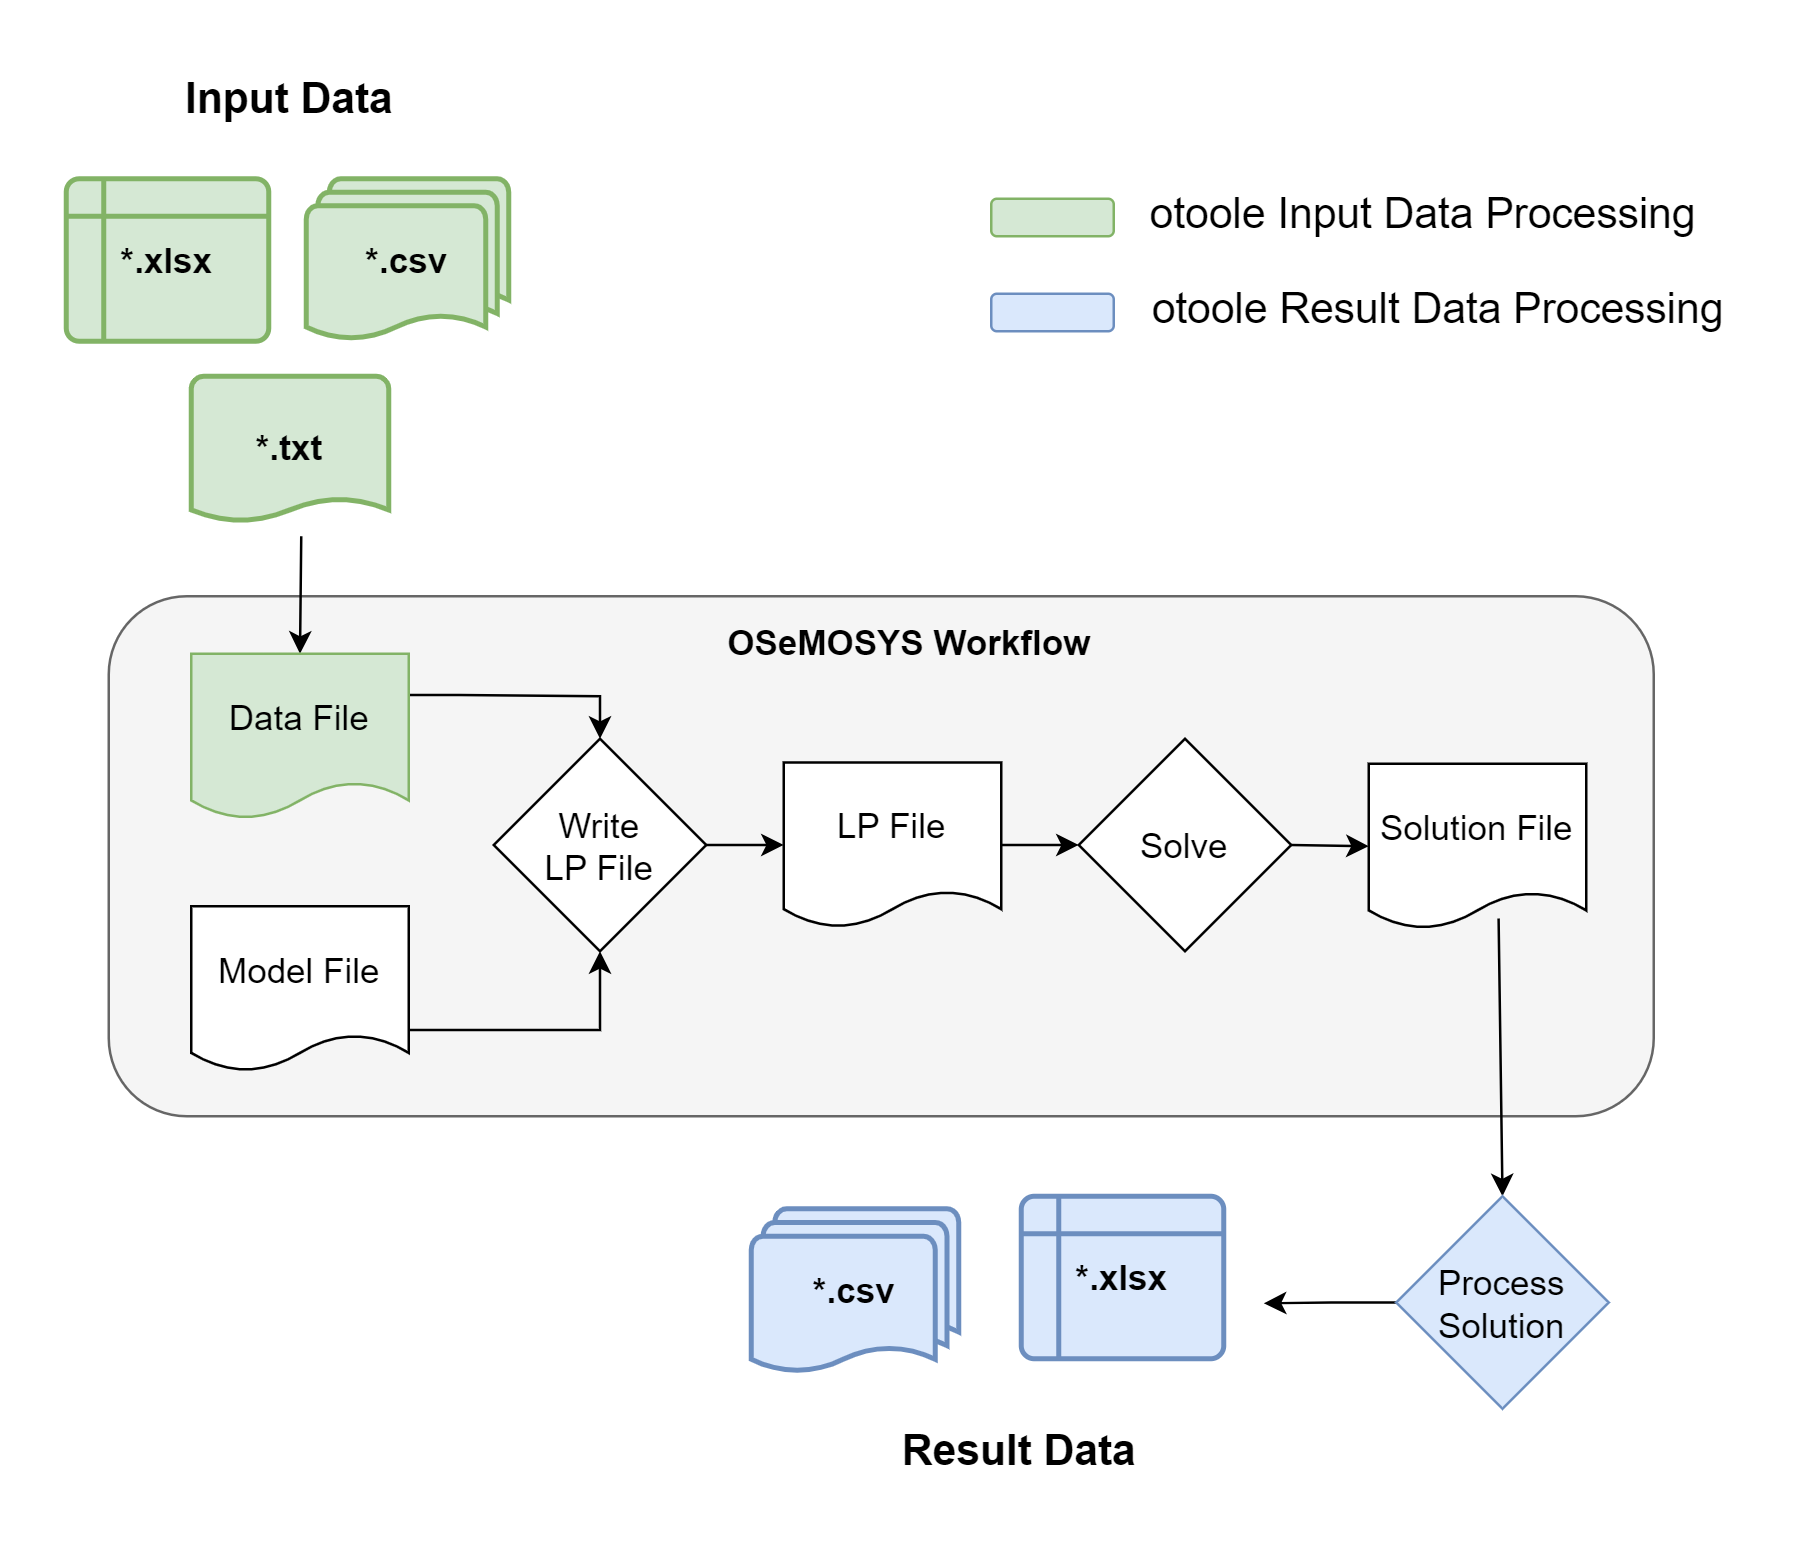 Input Data
*.xlsx
*.csv
*.txt
otoole Input Data Processing
otoole Result Data Processing
OSeMOSYS Workflow
Data File
Model File
Write
LP File
LP File
Solve
Solution File
Process
Solution
*.csv
*.xlsx
Result Data